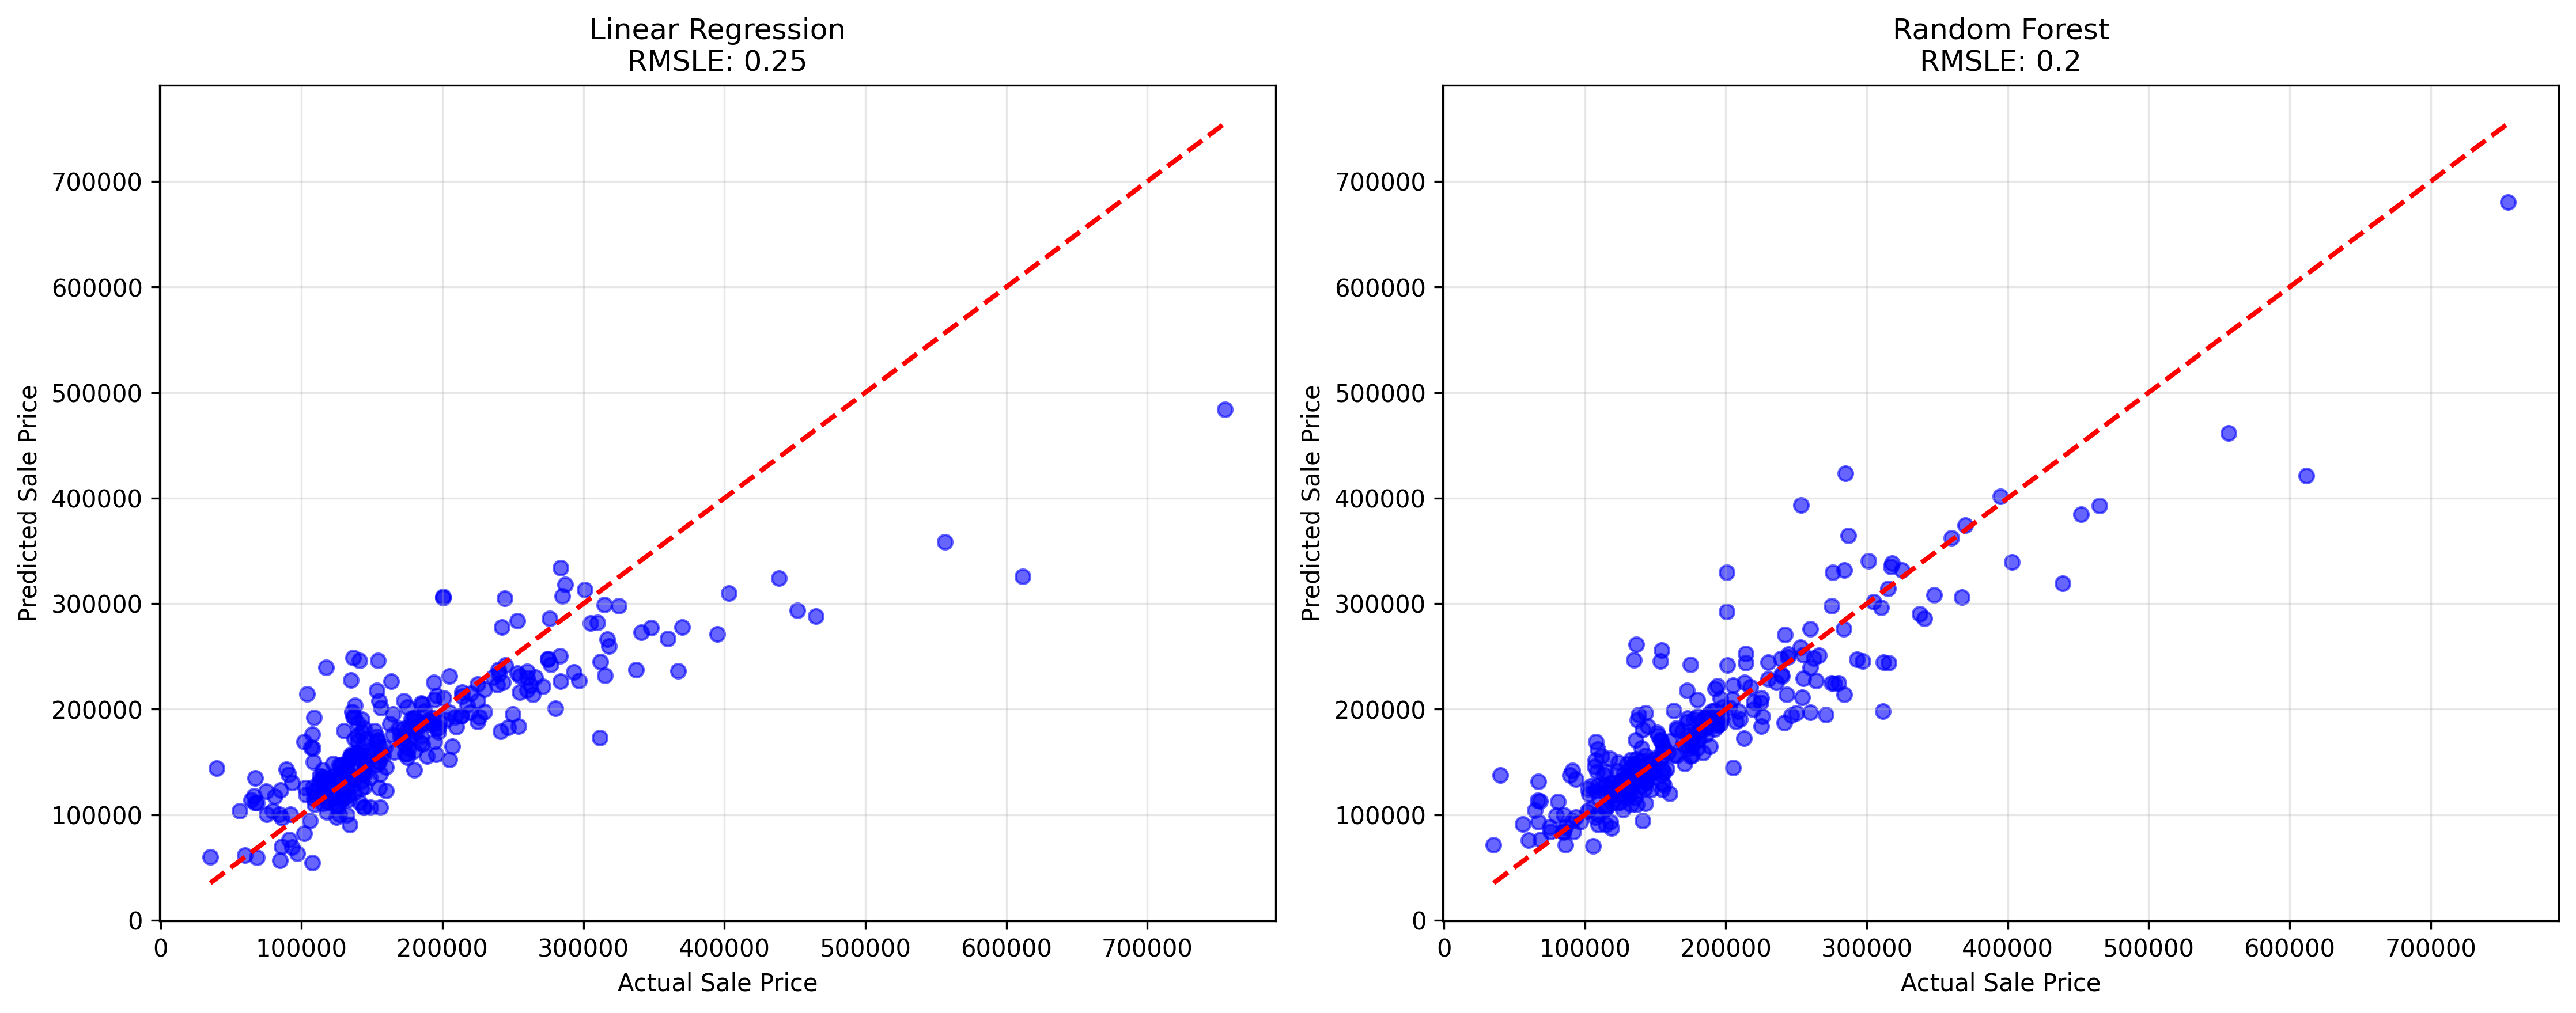 Linear Regression
RMSLE: 0.25
Predicted Sale Price
700000
600000
500000
400000
300000
200000
100000
0
0 100000 200000 300000 400000 500000 600000 700000
Actual Sale Price
Random Forest
RMSLE: 0.2
Predicted Sale Price
700000
600000
500000
400000
300000
200000
100000
0
0 100000 200000 300000 400000 500000 600000 700000
Actual Sale Price